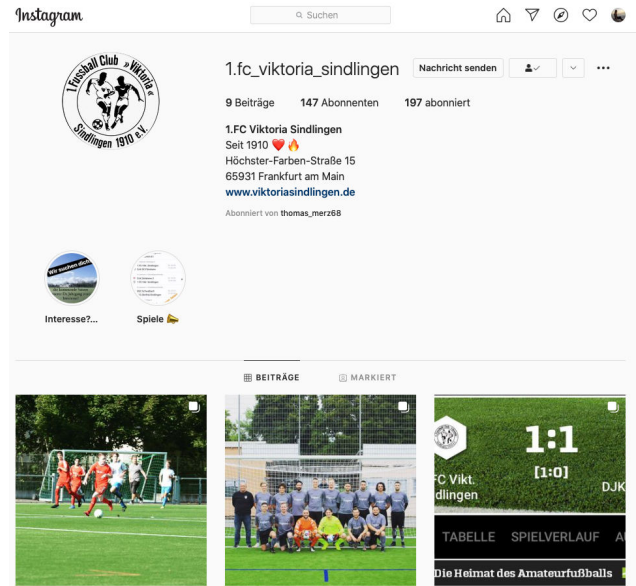 Instagram
Suchen
1 Fussball Club »Viktoria«
Sindlingen 1910 e.V.
1.fc_viktoria_sindlingen
Nachricht senden
9 Beiträge 147 Abonnenten 197 abonniert
1.FC Viktoria Sindlingen
Seit 1910 ❤️🔥
Höchster-Farben-Straße 15
65931 Frankfurt am Main
www.viktoriasindlingen.de
Abonniert von thomas_merz68
Wir suchen dich
Interesse?...
Spiele
BEITRÄGE
MARKIERT
1:1
[1:0]
FC Vikt.
dlingen
DJK
TABELLE SPIELVERLAUF
Die Heimat des Amateurfußballs